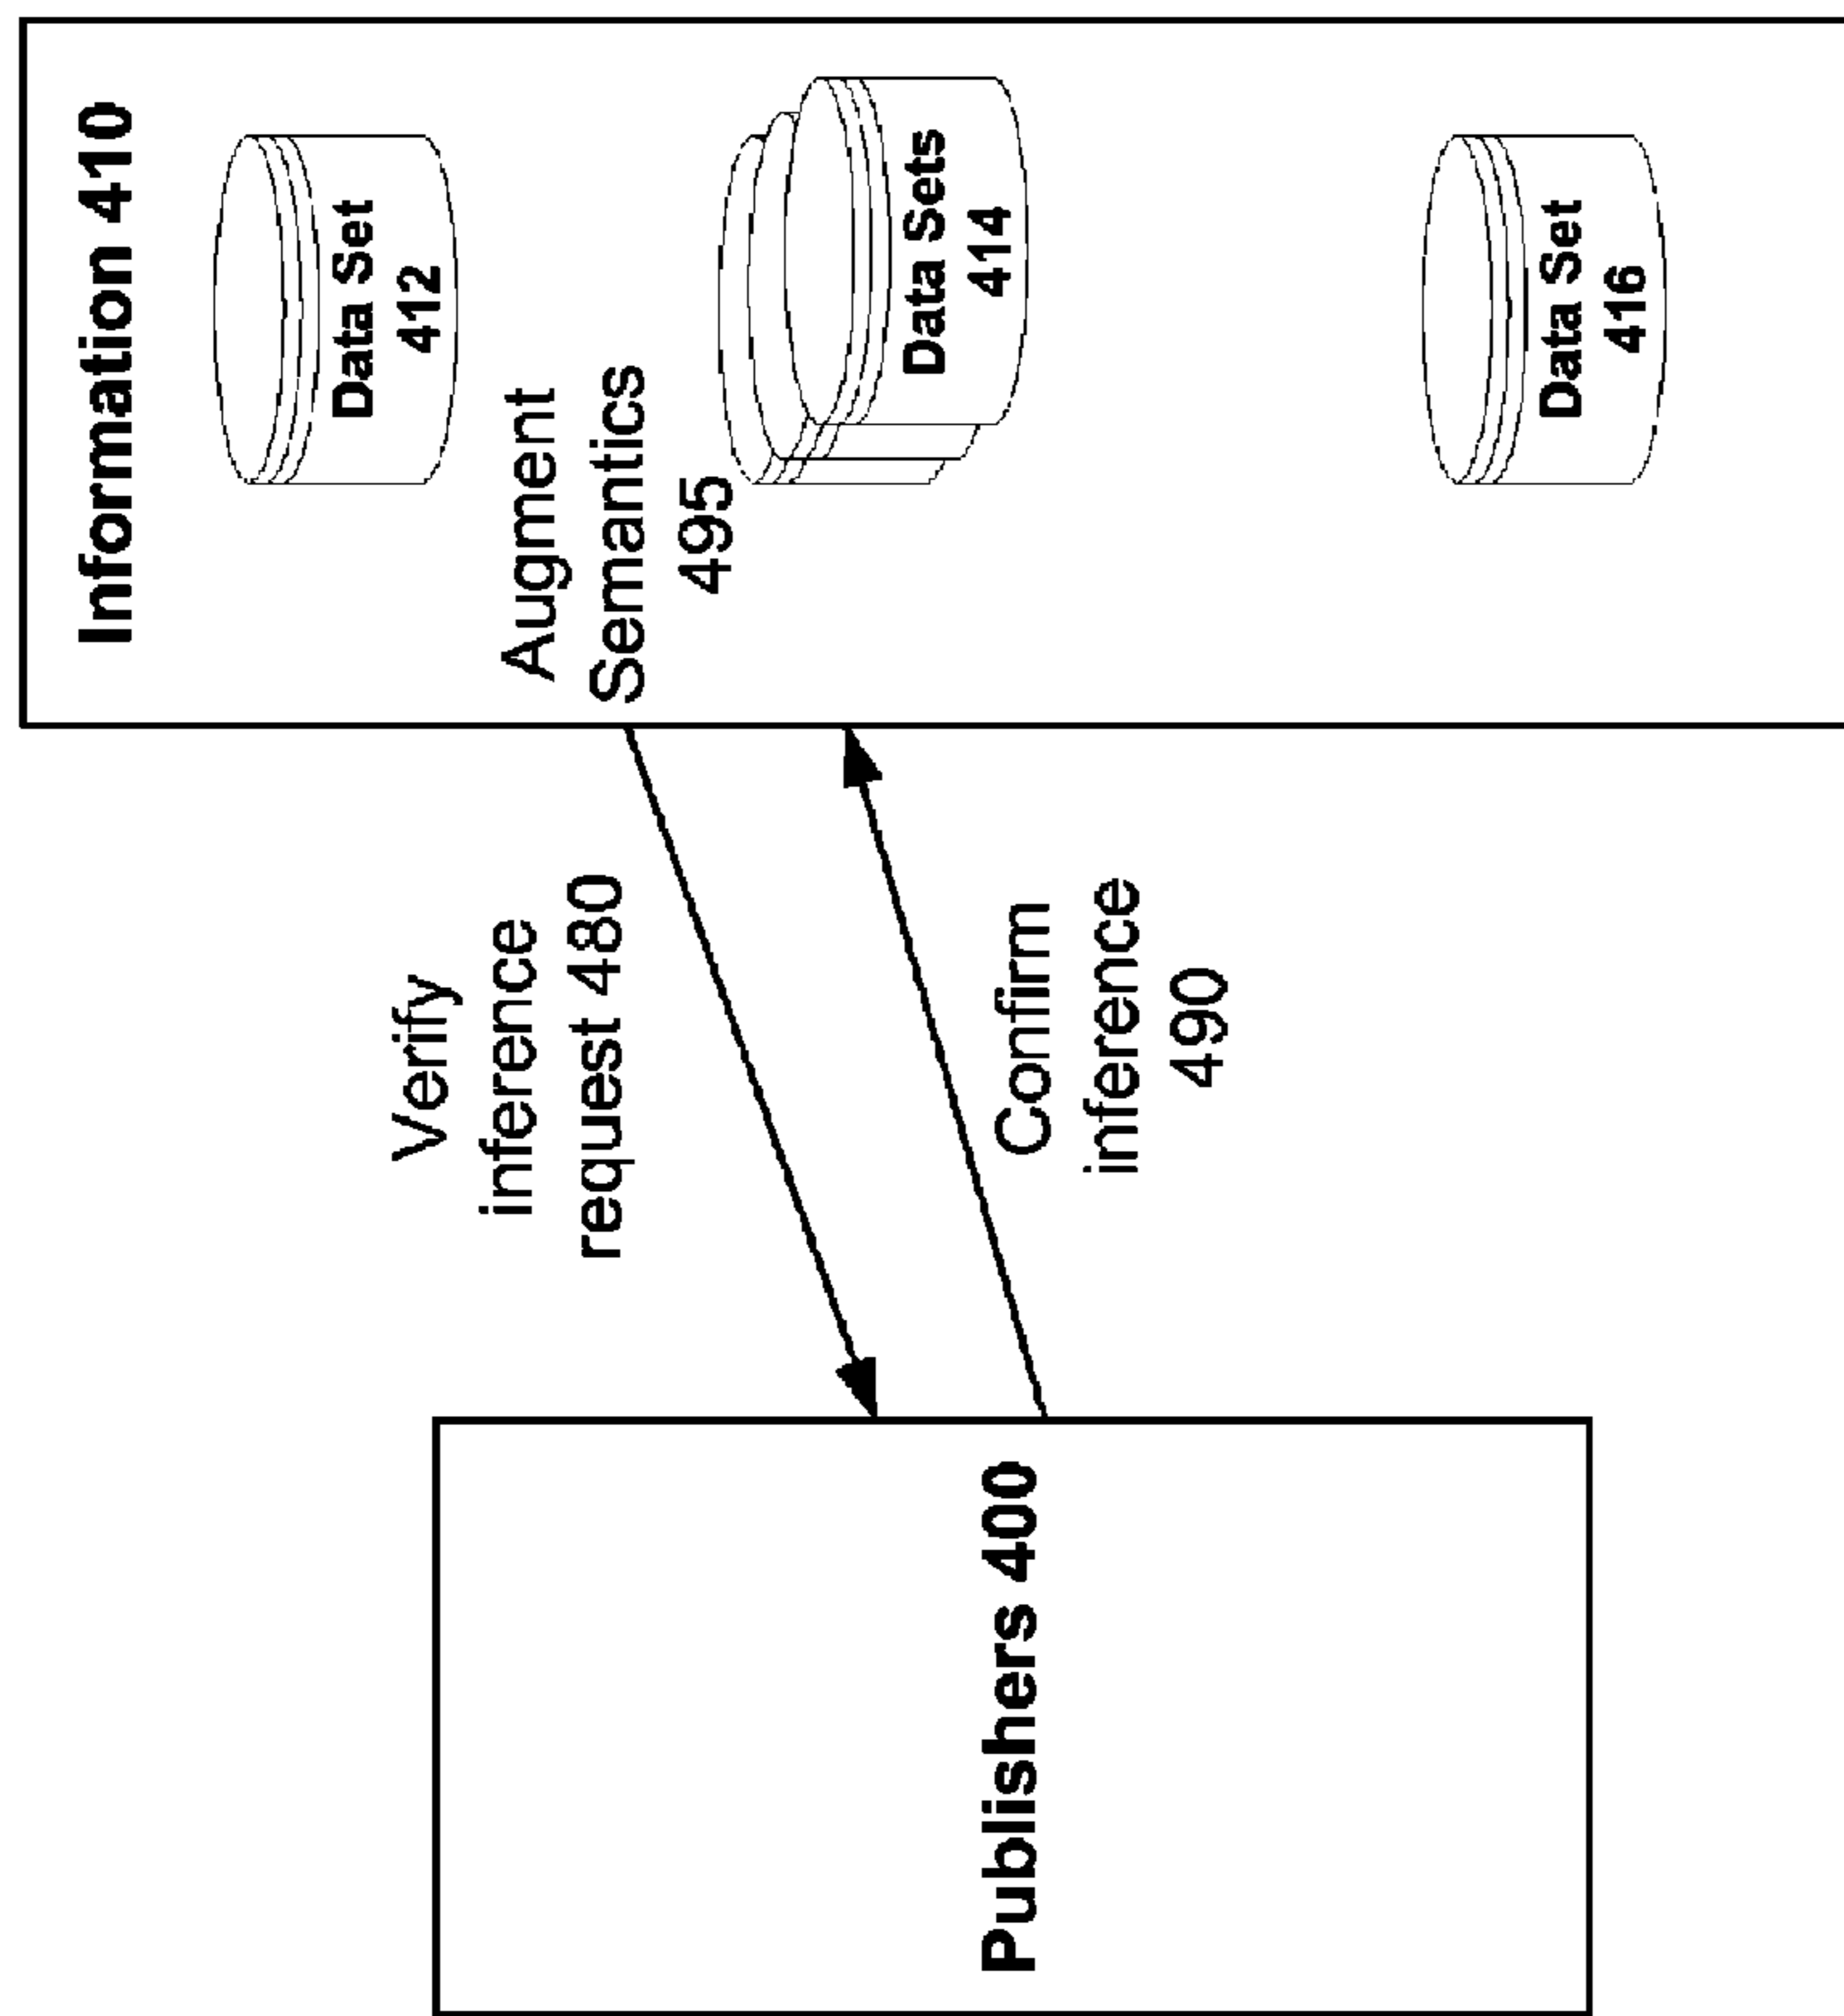 Information 410
Data Set
412
Augment
Semantics
495
Data Sets
414
Data Set
416
Verify
inference
request 480
Confirm
inference
490
Publishers 400